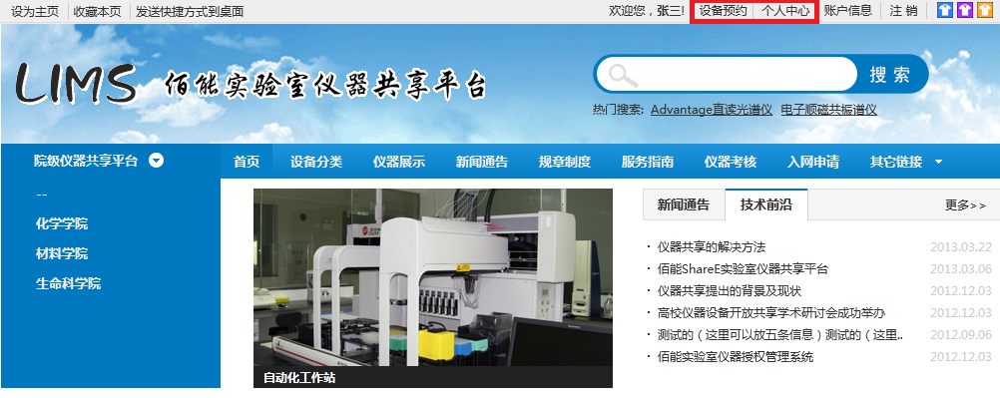 设为主页 收藏本页 发送快捷方式到桌面 欢迎您，张三! 设备预约 个人中心 账户信息 注 销
LIMS 佰能实验室仪器共享平台
搜 索
热门搜索: Advantage直读光谱仪 电子顺磁共振谱仪
院级仪器共享平台 首页 设备分类 仪器展示 新闻通告 规章制度 服务指南 仪器考核 入网申请 其它链接
--
化学学院
材料学院
生命科学院
自动化工作站
新闻通告 技术前沿 更多>>
· 仪器共享的解决方法 2013.03.22
· 佰能ShareE实验室仪器共享平台 2013.03.06
· 仪器共享提出的背景及现状 2012.12.03
· 高校仪器设备开放共享学术研讨会成功举办 2012.12.03
· 测试的（这里可以放五条信息）测试的（这里.. 2012.09.06
· 佰能实验室仪器授权管理系统 2012.12.03